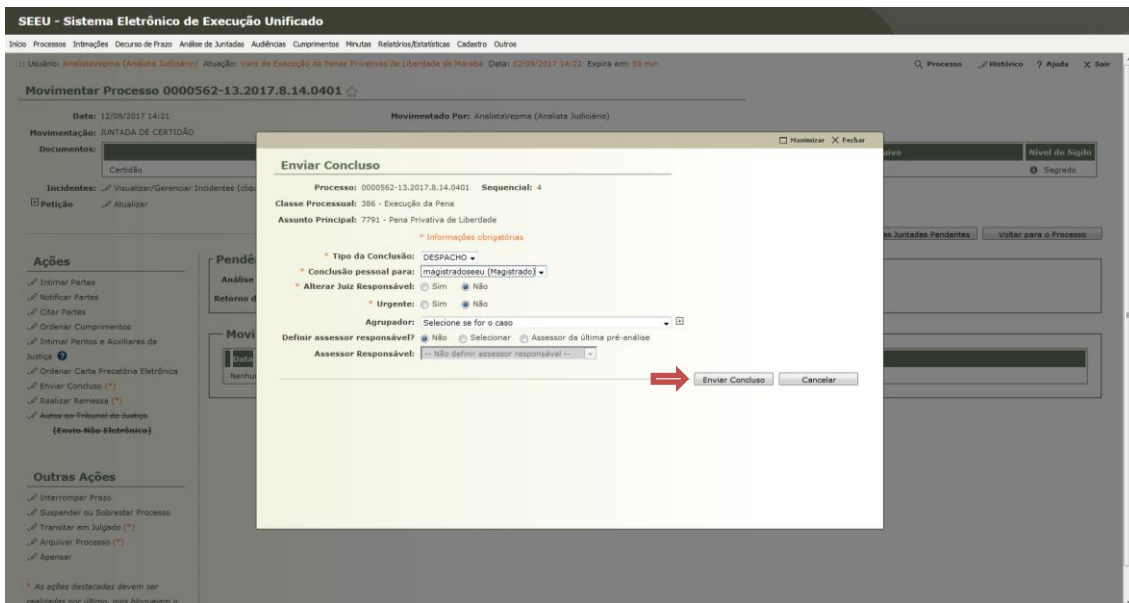 SEEU - Sistema Eletrônico de Execução Unificado
Início Processos Intimações Decurso de Prazo Análise de Juntadas Audiências Cumprimentos Minutas Relatórios/Estatísticas Cadastro Outros
:: Usuário: AnalistaVepma (Analista Judiciário) Atuação: Vara de Execução de Penas Privativas de Liberdade de Marabá Data: 12/09/2017 14:22 Expira em: 59 min Processo Histórico ? Ajuda X Sair
Movimentar Processo 0000562-13.2017.8.14.0401
Data: 12/09/2017 14:21 Movimentado Por: AnalistaVepma (Analista Judiciário)
Movimentação: JUNTADA DE CERTIDÃO
Maximizar X Fechar
Documentos: Nível de Sigilo
Certidão Segredo
Enviar Concluso
Incidentes: Visualizar/Gerenciar Incidentes
Petição Atualizar
Processo: 0000562-13.2017.8.14.0401 Sequencial: 4
Classe Processual: 386 - Execução da Pena
Assunto Principal: 7791 - Pena Privativa de Liberdade
* Informações obrigatórias
as Juntadas Pendentes Voltar para o Processo
* Tipo da Conclusão: DESPACHO
* Conclusão pessoal para: magistradoseeu (Magistrado)
* Alterar Juiz Responsável: Sim Não
* Urgente: Sim Não
Agrupador: Selecione se for o caso
Definir assessor responsável? Não Selecionar Assessor da última pré-análise
Assessor Responsável: -- Não definir assessor responsável --
Enviar Concluso Cancelar
Ações
Intimar Partes
Notificar Partes
Citar Partes
Ordenar Cumprimentos
Intimar Peritos e Auxiliares da
Justiça
Ordenar Carta Precatória Eletrônica
Enviar Concluso (*)
Realizar Remessa (*)
Autos ao Tribunal de Justiça
(Envio Não Eletrônico)
Pendê
Análise
Retorno d
Movi
Data
Nenhu
Outras Ações
Interromper Prazo
Suspender ou Sobrestar Processo
Transitar em Julgado (*)
Arquivar Processo (*)
Apensar
* As ações destacadas devem ser
realizadas por último, pois bloqueiam o